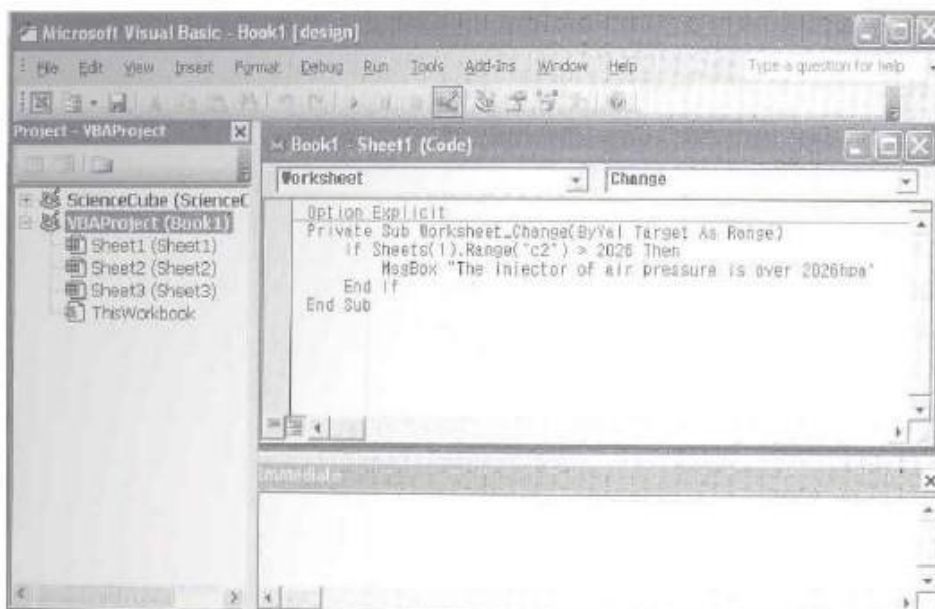 Microsoft Visual Basic - Book1 [design]
File Edit View Insert Format Debug Run Tools Add-Ins Window Help Type a question for help
Project - VBAProject
ScienceCube (ScienceC
VBAProject (Book1)
Sheet1 (Sheet1)
Sheet2 (Sheet2)
Sheet3 (Sheet3)
ThisWorkbook
Book1 - Sheet1 (Code)
Worksheet Change
Option Explicit
Private Sub Worksheet_Change(ByVal Target As Range)
If Sheets(1).Range("c2") > 2026 Then
MsgBox "The injector of air pressure is over 2026hpa"
End If
End Sub
Immediate